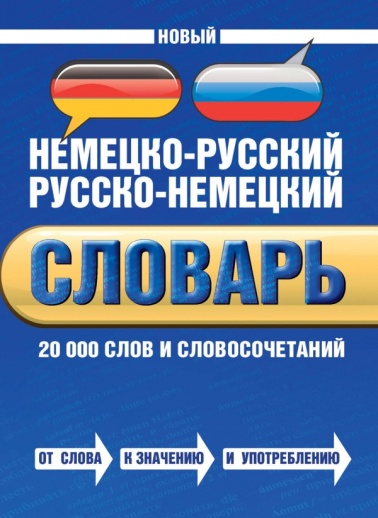 НОВЫЙ
НЕМЕЦКО-РУССКИЙ
РУССКО-НЕМЕЦКИЙ
СЛОВАРЬ
20 000 СЛОВ И СЛОВОСОЧЕТАНИЙ
ОТ СЛОВА К ЗНАЧЕНИЮ И УПОТРЕБЛЕНИЮ